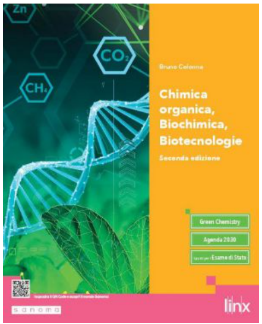 Zn
CO₂
CH₄
Bruno Colonna
Chimica
organica,
Biochimica,
Biotecnologie
Seconda edizione
Green Chemistry
Agenda 2030
Esame di Stato
sanoma
linx